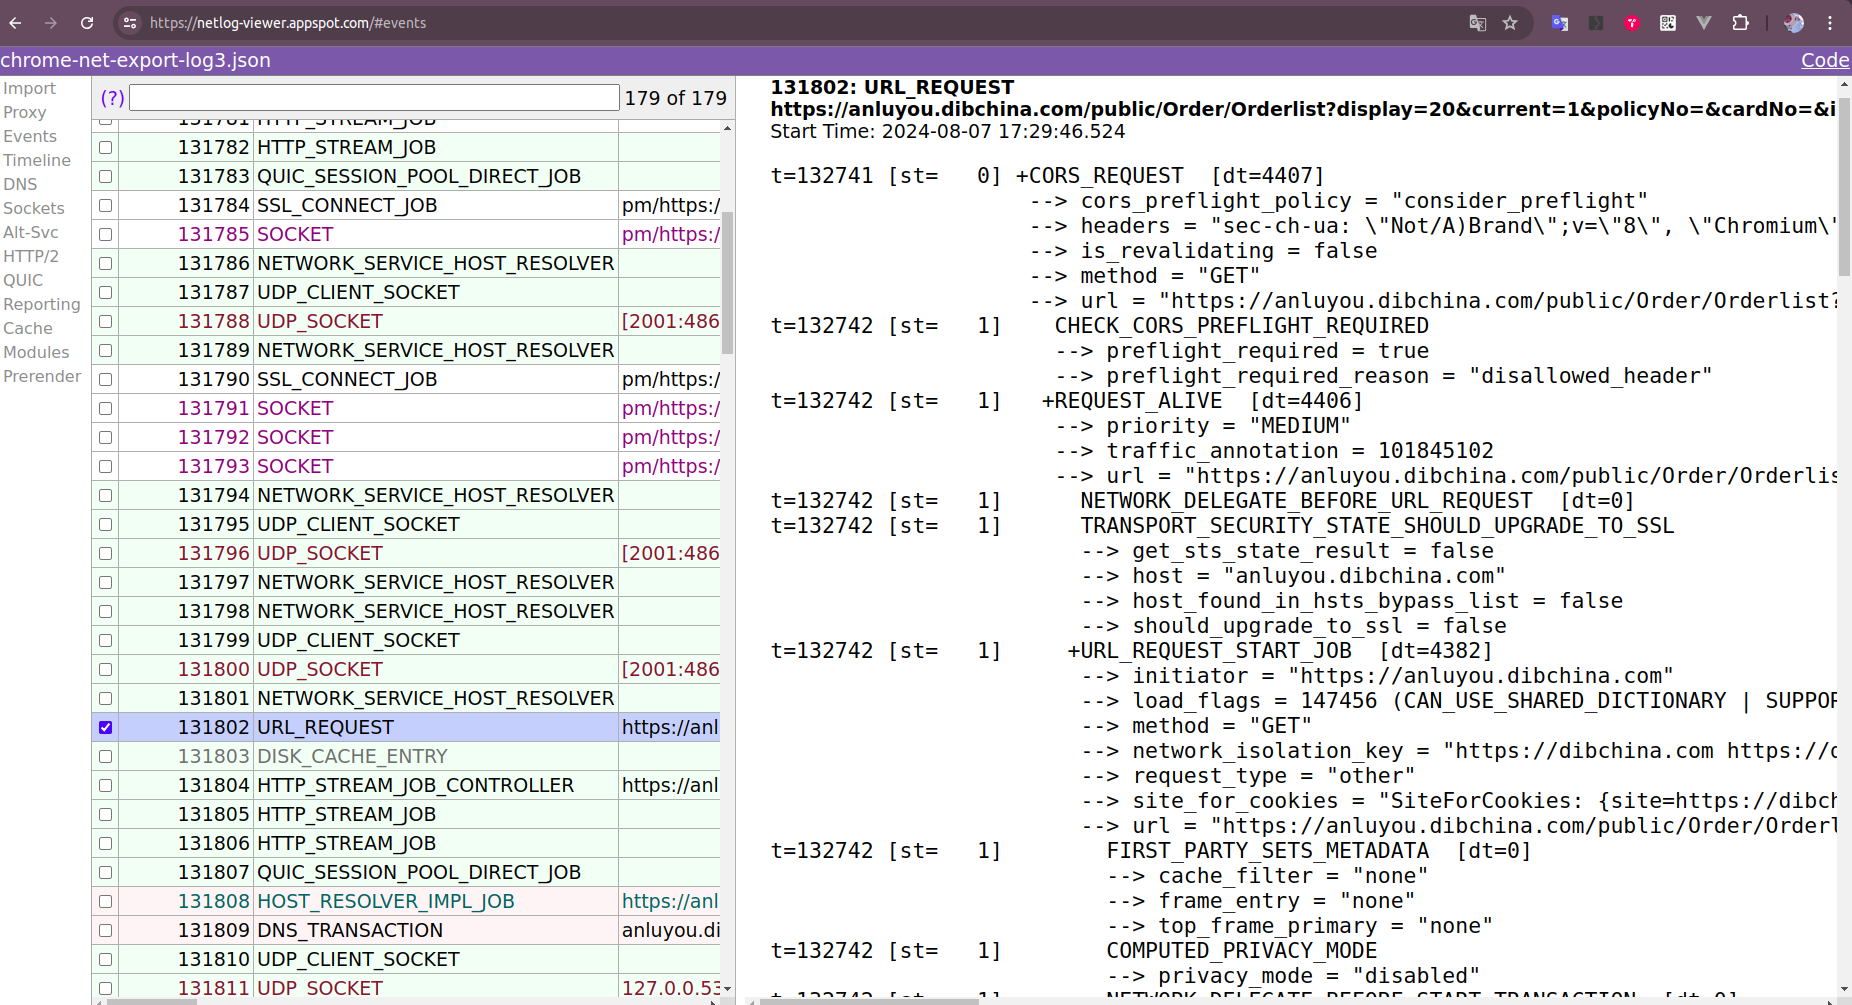 https://netlog-viewer.appspot.com/#events
chrome-net-export-log3.json
Code
Import
Proxy
Events
Timeline
DNS
Sockets
Alt-Svc
HTTP/2
QUIC
Reporting
Cache
Modules
Prerender
(?)
179 of 179
131781 HTTP_STREAM_JOB
131782 HTTP_STREAM_JOB
131783 QUIC_SESSION_POOL_DIRECT_JOB
131784 SSL_CONNECT_JOB pm/https:/
131785 SOCKET pm/https:/
131786 NETWORK_SERVICE_HOST_RESOLVER
131787 UDP_CLIENT_SOCKET
131788 UDP_SOCKET [2001:486
131789 NETWORK_SERVICE_HOST_RESOLVER
131790 SSL_CONNECT_JOB pm/https:/
131791 SOCKET pm/https:/
131792 SOCKET pm/https:/
131793 SOCKET pm/https:/
131794 NETWORK_SERVICE_HOST_RESOLVER
131795 UDP_CLIENT_SOCKET
131796 UDP_SOCKET [2001:486
131797 NETWORK_SERVICE_HOST_RESOLVER
131798 NETWORK_SERVICE_HOST_RESOLVER
131799 UDP_CLIENT_SOCKET
131800 UDP_SOCKET [2001:486
131801 NETWORK_SERVICE_HOST_RESOLVER
131802 URL_REQUEST https://anl
131803 DISK_CACHE_ENTRY
131804 HTTP_STREAM_JOB_CONTROLLER https://anl
131805 HTTP_STREAM_JOB
131806 HTTP_STREAM_JOB
131807 QUIC_SESSION_POOL_DIRECT_JOB
131808 HOST_RESOLVER_IMPL_JOB https://anl
131809 DNS_TRANSACTION anluyou.di
131810 UDP_CLIENT_SOCKET
131811 UDP_SOCKET 127.0.0.53
131802: URL_REQUEST
https://anluyou.dibchina.com/public/Order/Orderlist?display=20&current=1&policyNo=&cardNo=&i
Start Time: 2024-08-07 17:29:46.524
t=132741 [st=   0] +CORS_REQUEST  [dt=4407]
--> cors_preflight_policy = "consider_preflight"
--> headers = "sec-ch-ua: \"Not/A)Brand\";v=\"8\", \"Chromium\"
--> is_revalidating = false
--> method = "GET"
--> url = "https://anluyou.dibchina.com/public/Order/Orderlist?
t=132742 [st=   1]    CHECK_CORS_PREFLIGHT_REQUIRED
--> preflight_required = true
--> preflight_required_reason = "disallowed_header"
t=132742 [st=   1]   +REQUEST_ALIVE  [dt=4406]
--> priority = "MEDIUM"
--> traffic_annotation = 101845102
--> url = "https://anluyou.dibchina.com/public/Order/Orderlis
t=132742 [st=   1]      NETWORK_DELEGATE_BEFORE_URL_REQUEST  [dt=0]
t=132742 [st=   1]      TRANSPORT_SECURITY_STATE_SHOULD_UPGRADE_TO_SSL
--> get_sts_state_result = false
--> host = "anluyou.dibchina.com"
--> host_found_in_hsts_bypass_list = false
--> should_upgrade_to_ssl = false
t=132742 [st=   1]     +URL_REQUEST_START_JOB  [dt=4382]
--> initiator = "https://anluyou.dibchina.com"
--> load_flags = 147456 (CAN_USE_SHARED_DICTIONARY | SUPPOR
--> method = "GET"
--> network_isolation_key = "https://dibchina.com https://d
--> request_type = "other"
--> site_for_cookies = "SiteForCookies: {site=https://dibch
--> url = "https://anluyou.dibchina.com/public/Order/Orderl
t=132742 [st=   1]        FIRST_PARTY_SETS_METADATA  [dt=0]
--> cache_filter = "none"
--> frame_entry = "none"
--> top_frame_primary = "none"
t=132742 [st=   1]        COMPUTED_PRIVACY_MODE
--> privacy_mode = "disabled"
t=132742 [st=   1]        NETWORK_DELEGATE_BEFORE_START_TRANSACTION  [dt=0]